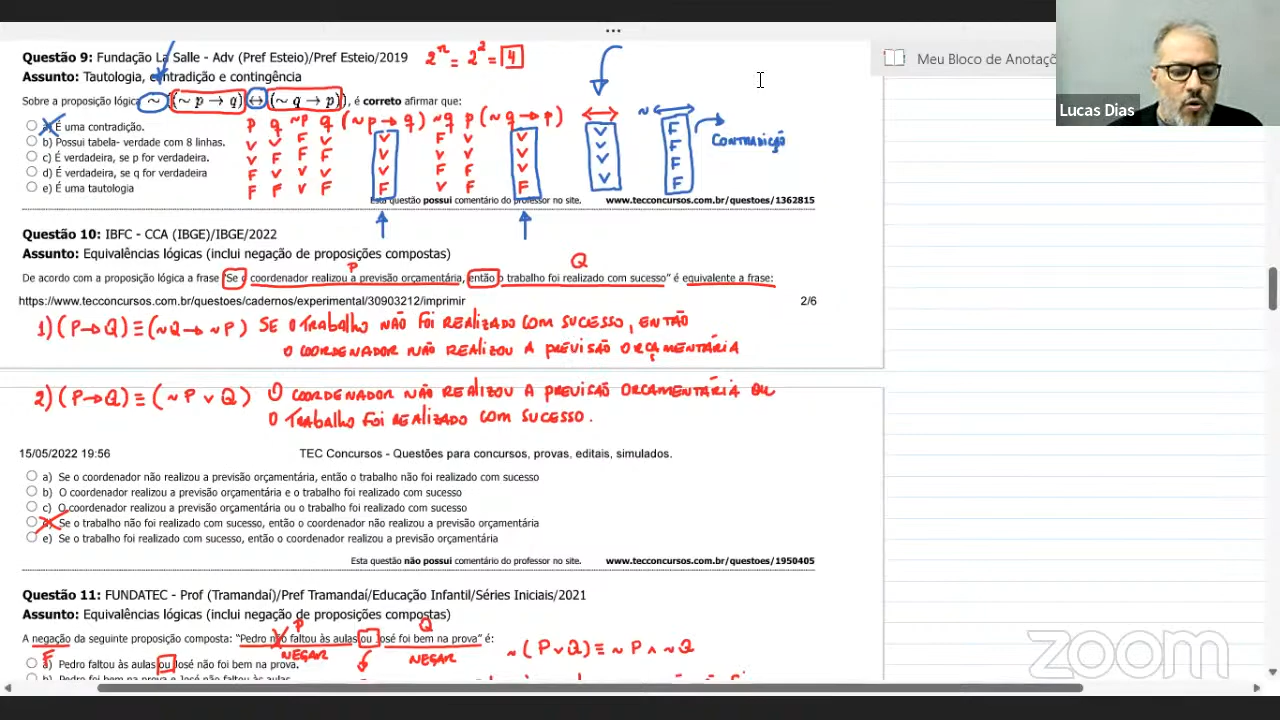 Questão 9: Fundação La Salle - Adv (Pref Esteio)/Pref Esteio/2019
2ⁿ = 2² = 4
Assunto: Tautologia, contradição e contingência
Meu Bloco de Anotaçõ
Lucas Dias
Sobre a proposição lógica ~ [(~ p → q) ↔ (~ q → p)], é correto afirmar que:
a) É uma contradição.
b) Possui tabela- verdade com 8 linhas.
c) É verdadeira, se p for verdadeira.
d) É verdadeira, se q for verdadeira
e) É uma tautologia
p q ~p q (~p → q) ~q p (~q → p) ↔ ~ ↔
V V F V V F V V V F
V F F F V V V V V F
F V V V V F F V V F
F F V F F V F F V F
CONTRADIÇÃO
Esta questão possui comentário do professor no site. www.tecconcursos.com.br/questoes/1362815
Questão 10: IBFC - CCA (IBGE)/IBGE/2022
Assunto: Equivalências lógicas (inclui negação de proposições compostas)
P Q
De acordo com a proposição lógica a frase "Se o coordenador realizou a previsão orçamentária, então o trabalho foi realizado com sucesso" é equivalente a frase:
https://www.tecconcursos.com.br/questoes/cadernos/experimental/30903212/imprimir 2/6
1) (P → Q) ≡ (~Q → ~P) SE O TRABALHO NÃO FOI REALIZADO COM SUCESSO, ENTÃO
O COORDENADOR NÃO REALIZOU A PREVISÃO ORÇAMENTÁRIA
2) (P → Q) ≡ (~P v Q) O COORDENADOR NÃO REALIZOU A PREVISÃO ORÇAMENTÁRIA OU
O TRABALHO FOI REALIZADO COM SUCESSO.
15/05/2022 19:56 TEC Concursos - Questões para concursos, provas, editais, simulados.
a) Se o coordenador não realizou a previsão orçamentária, então o trabalho não foi realizado com sucesso
b) O coordenador realizou a previsão orçamentária e o trabalho foi realizado com sucesso
c) O coordenador realizou a previsão orçamentária ou o trabalho foi realizado com sucesso
d) Se o trabalho não foi realizado com sucesso, então o coordenador não realizou a previsão orçamentária
e) Se o trabalho foi realizado com sucesso, então o coordenador realizou a previsão orçamentária
Esta questão não possui comentário do professor no site. www.tecconcursos.com.br/questoes/1950405
Questão 11: FUNDATEC - Prof (Tramandaí)/Pref Tramandaí/Educação Infantil/Séries Iniciais/2021
Assunto: Equivalências lógicas (inclui negação de proposições compostas)
P Q
A negação da seguinte proposição composta: "Pedro não faltou às aulas ou José foi bem na prova" é:
NEGAR NEGAR
~ (P v Q) ≡ ~ P ʌ ~ Q
F
a) Pedro faltou às aulas ou José não foi bem na prova.
b) Pedro foi bem na prova e José não faltou às aulas.
zoom